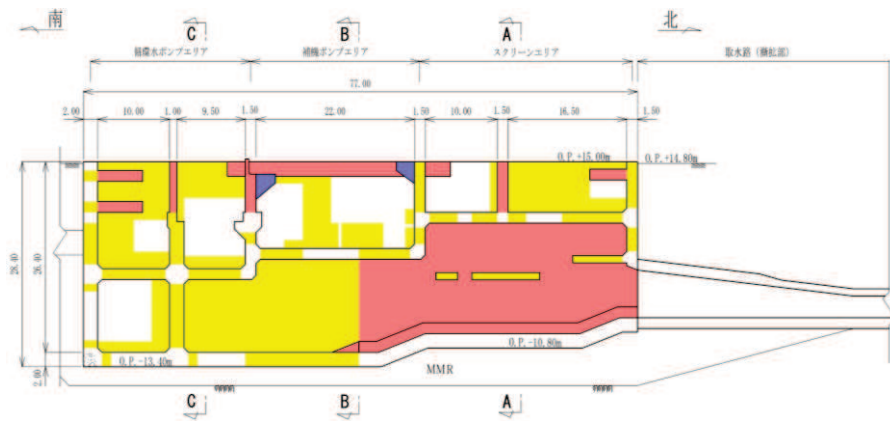 南
C
B
A
北
循環水ポンプエリア
補機ポンプエリア
スクリーンエリア
取水路(漸拡部)
77.00
2.00
10.00
1.00
9.50
1.50
22.00
1.50
10.00
1.50
16.50
1.50
O.P.+15.00m
O.P.+14.80m
28.40
26.40
2.00
O.P.-13.40m
O.P.-10.80m
MMR
C
B
A